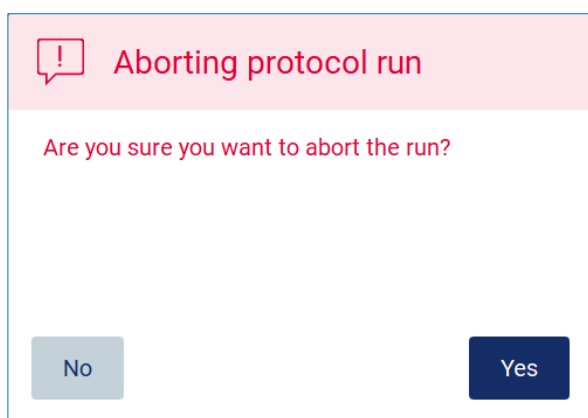 Aborting protocol run
Are you sure you want to abort the run?
No
Yes